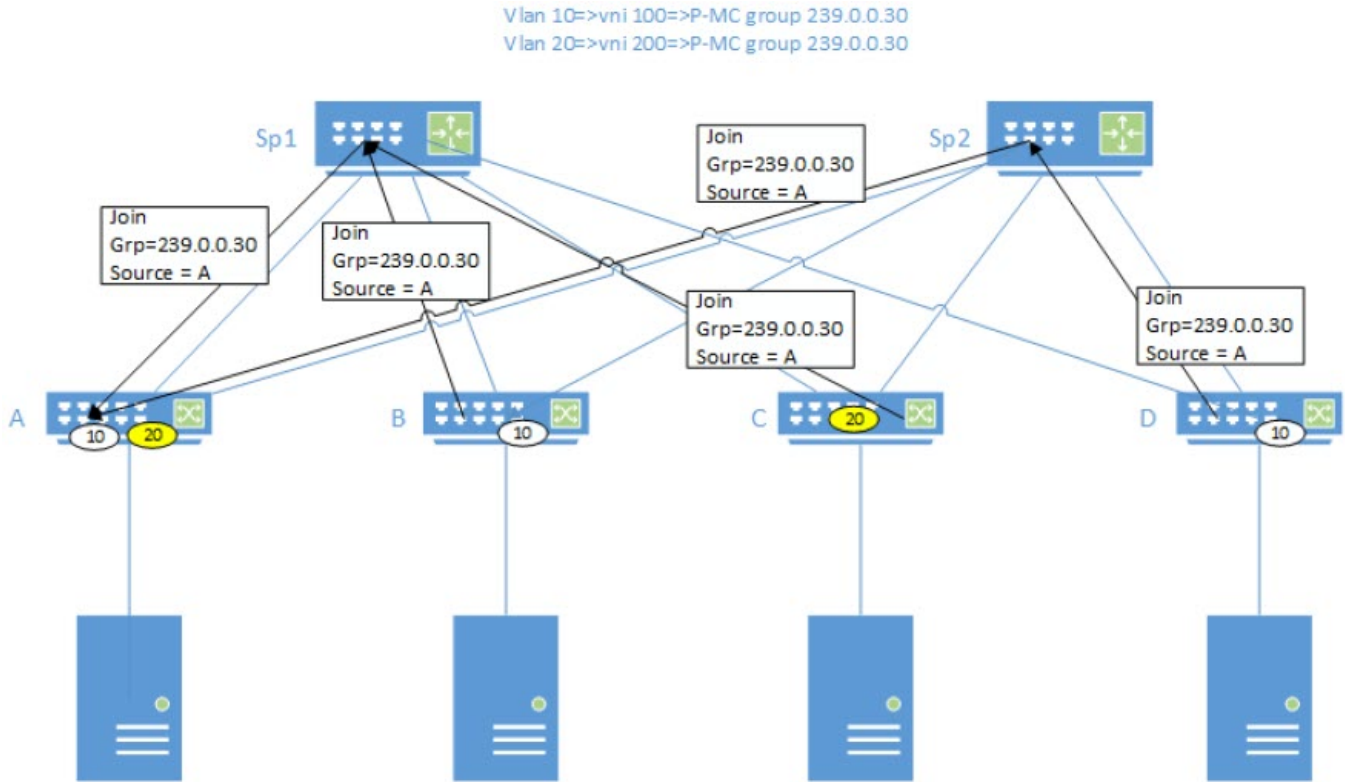 Vlan 10=>vni 100=>P-MC group 239.0.0.30
Vlan 20=>vni 200=>P-MC group 239.0.0.30
Sp1
Sp2
Join
Grp=239.0.0.30
Source = A
Join
Grp=239.0.0.30
Source = A
Join
Grp=239.0.0.30
Source = A
Join
Grp=239.0.0.30
Source = A
Join
Grp=239.0.0.30
Source = A
A
10
20
B
10
C
20
D
10